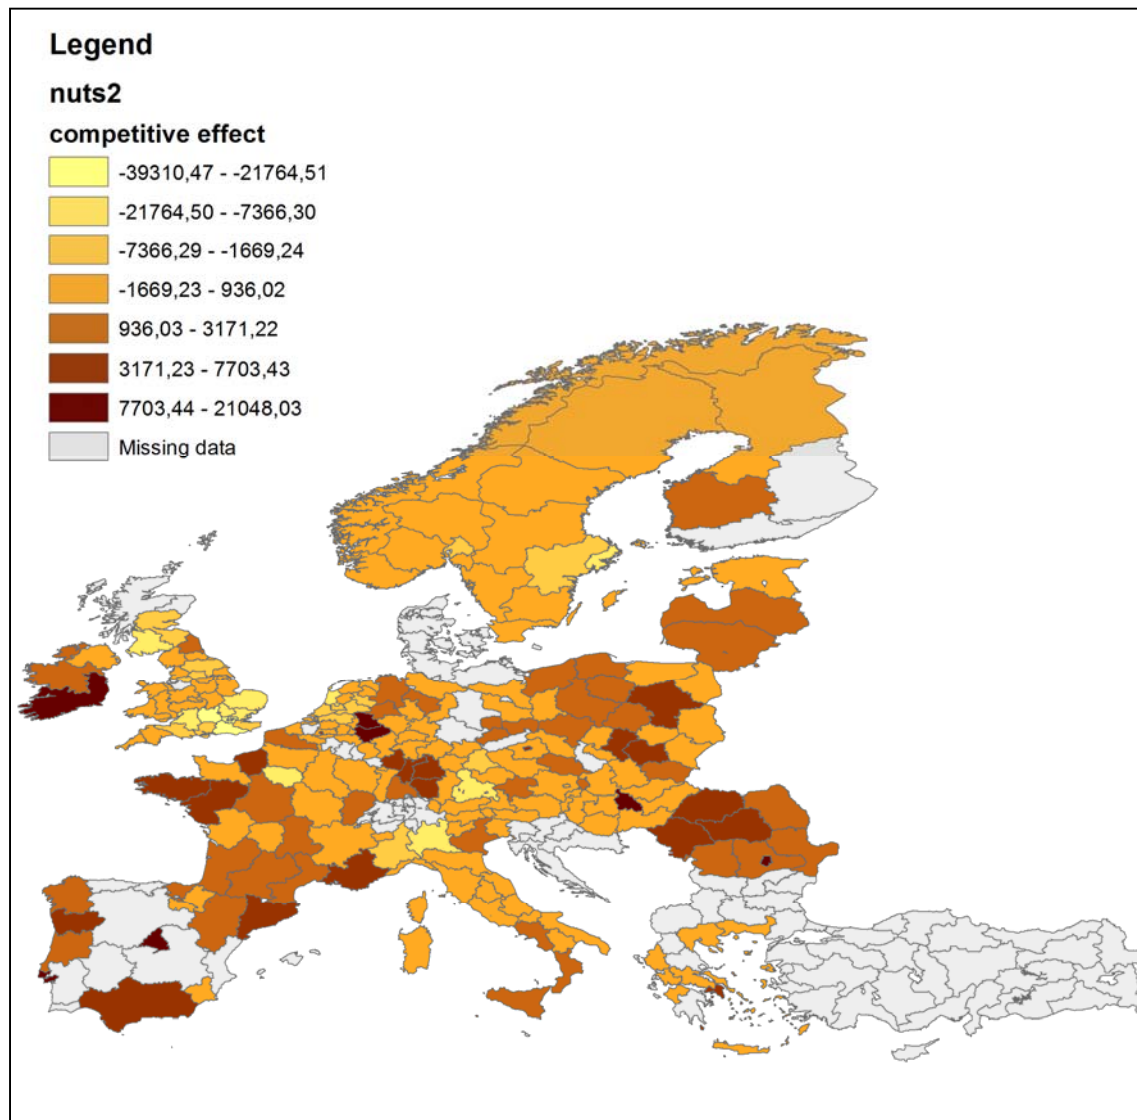 Legend
nuts2
competitive effect
-39310,47 - -21764,51
-21764,50 - -7366,30
-7366,29 - -1669,24
-1669,23 - 936,02
936,03 - 3171,22
3171,23 - 7703,43
7703,44 - 21048,03
Missing data